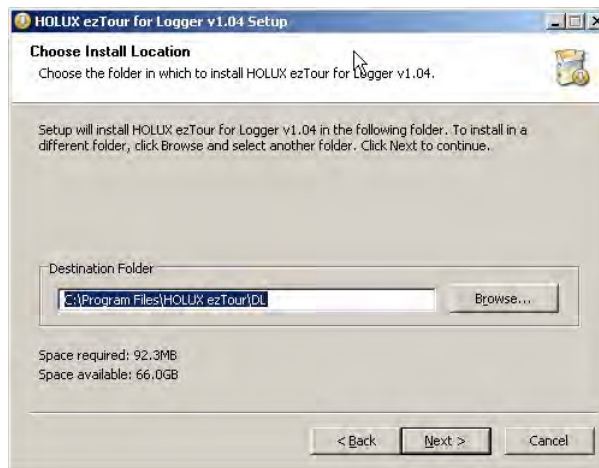 HOLUX ezTour for Logger v1.04 Setup
Choose Install Location
Choose the folder in which to install HOLUX ezTour for Logger v1.04.
Setup will install HOLUX ezTour for Logger v1.04 in the following folder. To install in a
different folder, click Browse and select another folder. Click Next to continue.
Destination Folder
C:\Program Files\HOLUX ezTour\DL
Browse...
Space required: 92.3MB
Space available: 66.0GB
< Back
Next >
Cancel